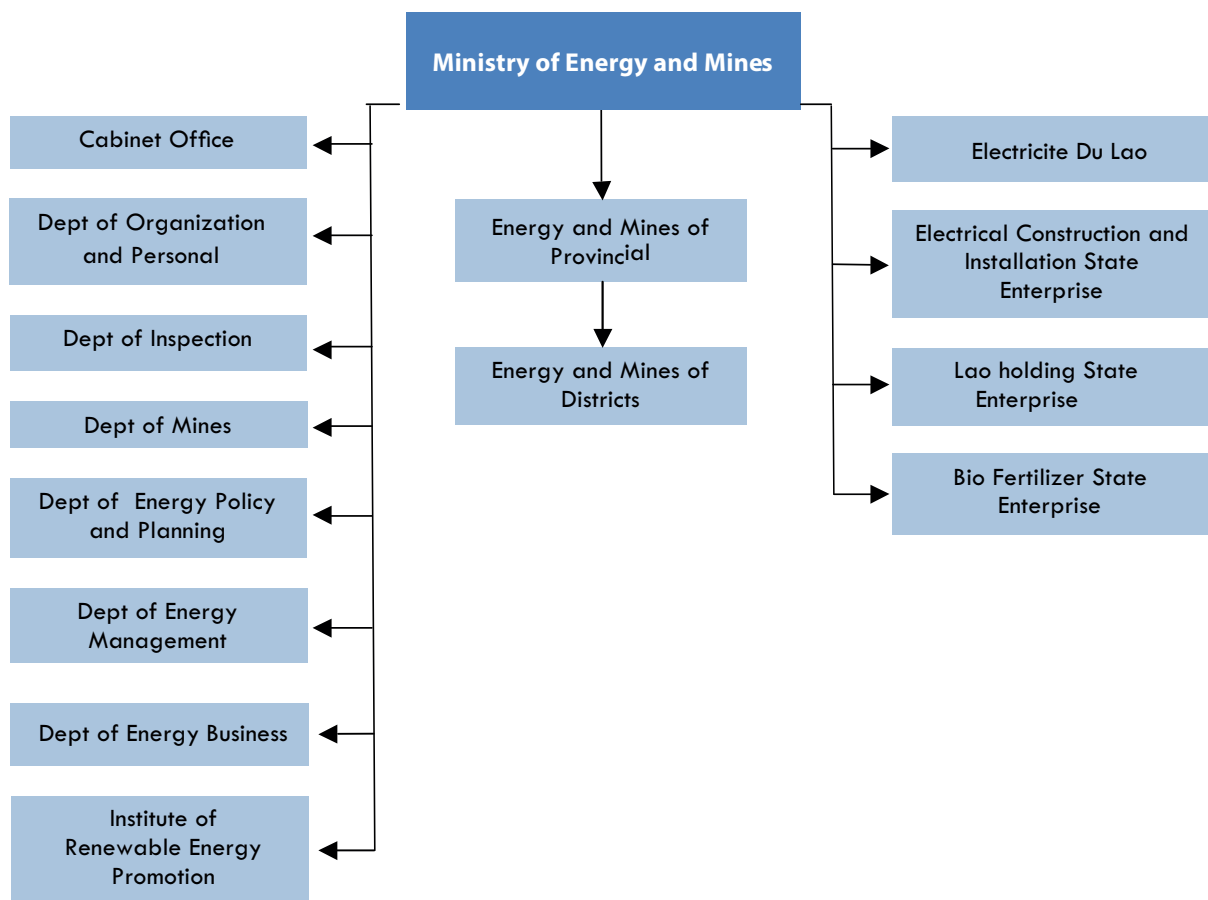 Ministry of Energy and Mines
Cabinet Office
Dept of Organization
and Personal
Dept of Inspection
Dept of Mines
Dept of Energy Policy
and Planning
Dept of Energy
Management
Dept of Energy Business
Institute of
Renewable Energy
Promotion
Energy and Mines of
Provincial
Energy and Mines of
Districts
Electricite Du Lao
Electrical Construction and
Installation State
Enterprise
Lao holding State
Enterprise
Bio Fertilizer State
Enterprise